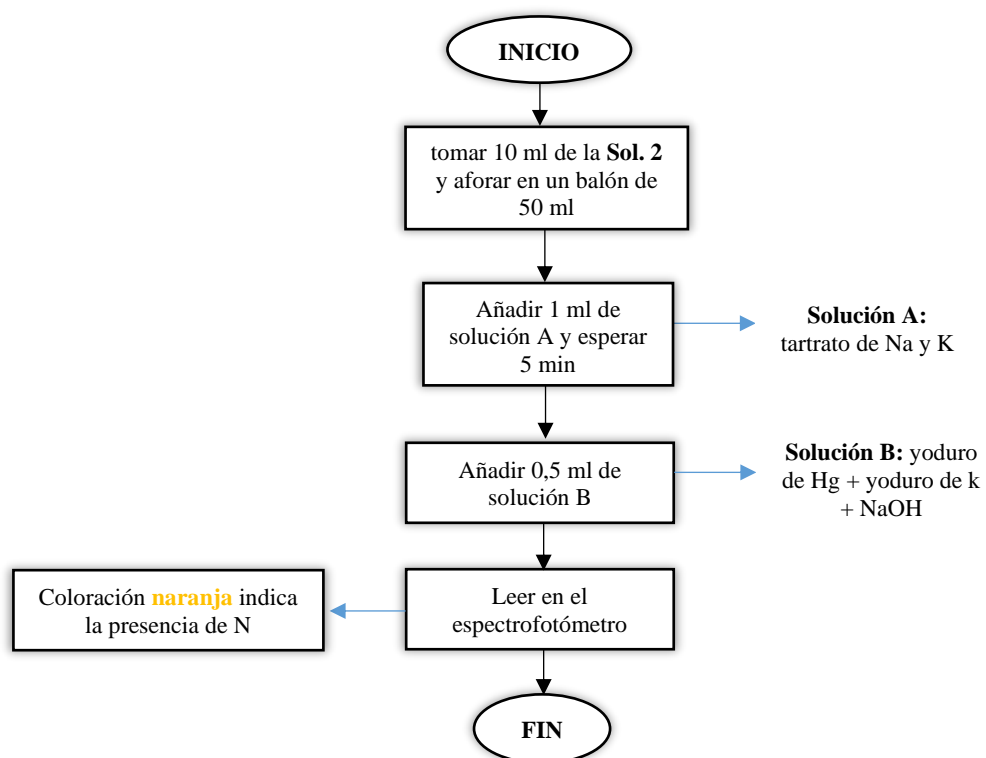 INICIO
tomar 10 ml de la Sol. 2
y aforar en un balón de
50 ml
Añadir 1 ml de
solución A y esperar
5 min
Solución A:
tartrato de Na y K
Añadir 0,5 ml de
solución B
Solución B: yoduro
de Hg + yoduro de k
+ NaOH
Leer en el
espectrofotómetro
Coloración naranja indica
la presencia de N
FIN